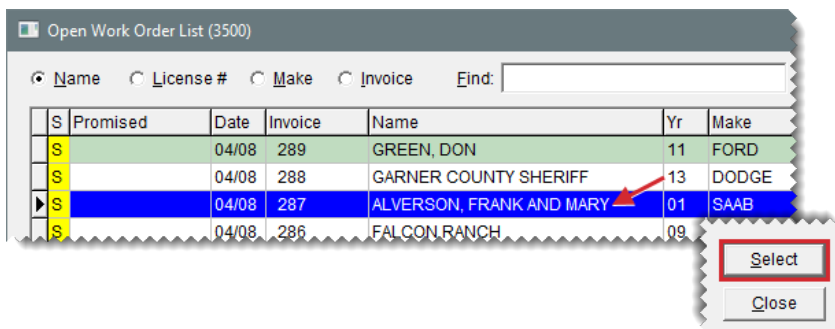 Open Work Order List (3500)
Name License # Make Invoice Find:
S Promised Date Invoice Name Yr Make
S 04/08 289 GREEN, DON 11 FORD
S 04/08 288 GARNER COUNTY SHERIFF 13 DODGE
S 04/08 287 ALVERSON, FRANK AND MARY 01 SAAB
S 04/08 286 FALCON RANCH 09
Select
Close